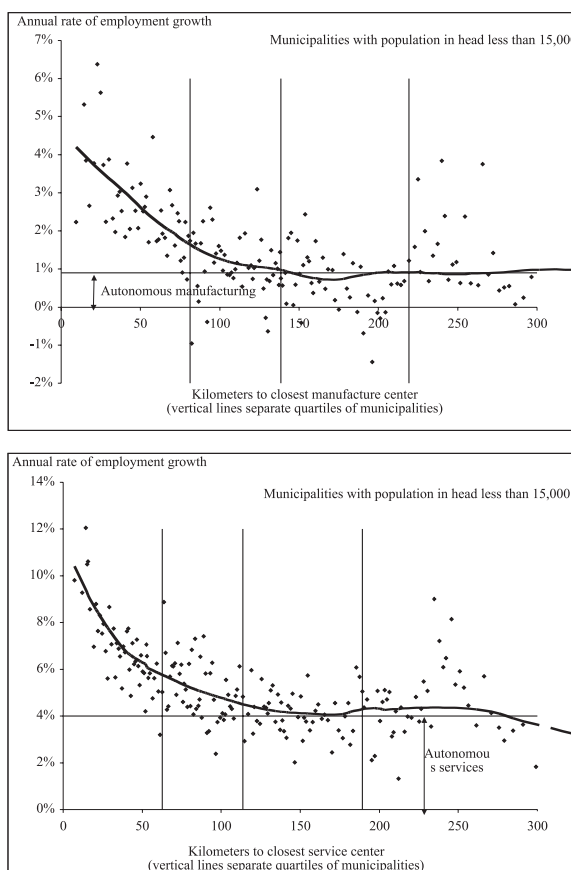 Annual rate of employment growth
7%
Municipalities with population in head less than 15,000
6%
5%
4%
3%
2%
1%
Autonomous manufacturing
0%
0 50 100 150 200 250 300
-1%
-2%
Kilometers to closest manufacture center
(vertical lines separate quartiles of municipalities)
Annual rate of employment growth
14%
Municipalities with population in head less than 15,000
12%
10%
8%
6%
4%
Autonomou
s services
2%
0%
0 50 100 150 200 250 300
Kilometers to closest service center
(vertical lines separate quartiles of municipalities)